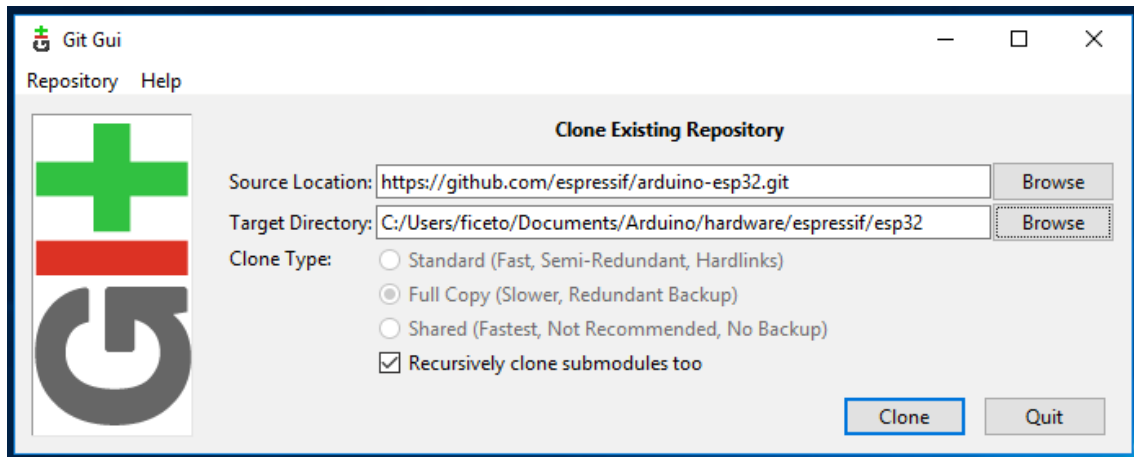 Git Gui
Repository Help
Clone Existing Repository
Source Location: https://github.com/espressif/arduino-esp32.git Browse
Target Directory: C:/Users/ficeto/Documents/Arduino/hardware/espressif/esp32 Browse
Clone Type: Standard (Fast, Semi-Redundant, Hardlinks)
Full Copy (Slower, Redundant Backup)
Shared (Fastest, Not Recommended, No Backup)
Recursively clone submodules too
Clone Quit